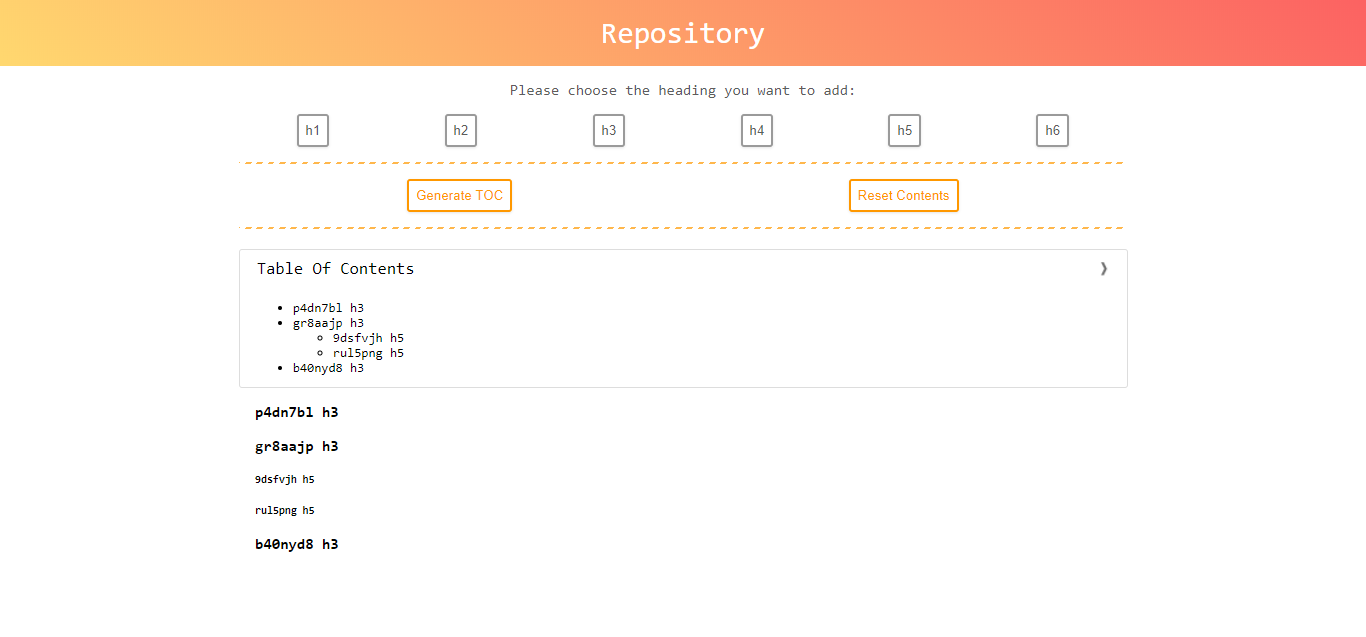 Repository
Please choose the heading you want to add:
h1 h2 h3 h4 h5 h6
Generate TOC Reset Contents
Table Of Contents
p4dn7bl h3
gr8aajp h3
9dsfvjh h5
rul5png h5
b40nyd8 h3
p4dn7bl h3
gr8aajp h3
9dsfvjh h5
rul5png h5
b40nyd8 h3